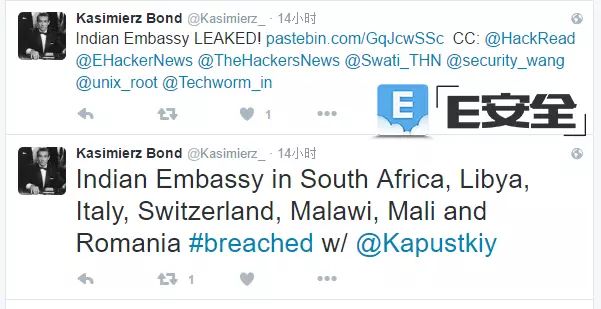 Kasimierz Bond @Kasimierz_ · 14小时
Indian Embassy LEAKED! pastebin.com/GqJcwSSc CC: @HackRead
@EHackerNews @TheHackersNews @Swati_THN @security_wang
@unix_root @Techworm_in
1
E E安全
Kasimierz Bond @Kasimierz_ · 14小时
Indian Embassy in South Africa, Libya,
Italy, Switzerland, Malawi, Mali and
Romania #breached w/ @Kapustkiy
1